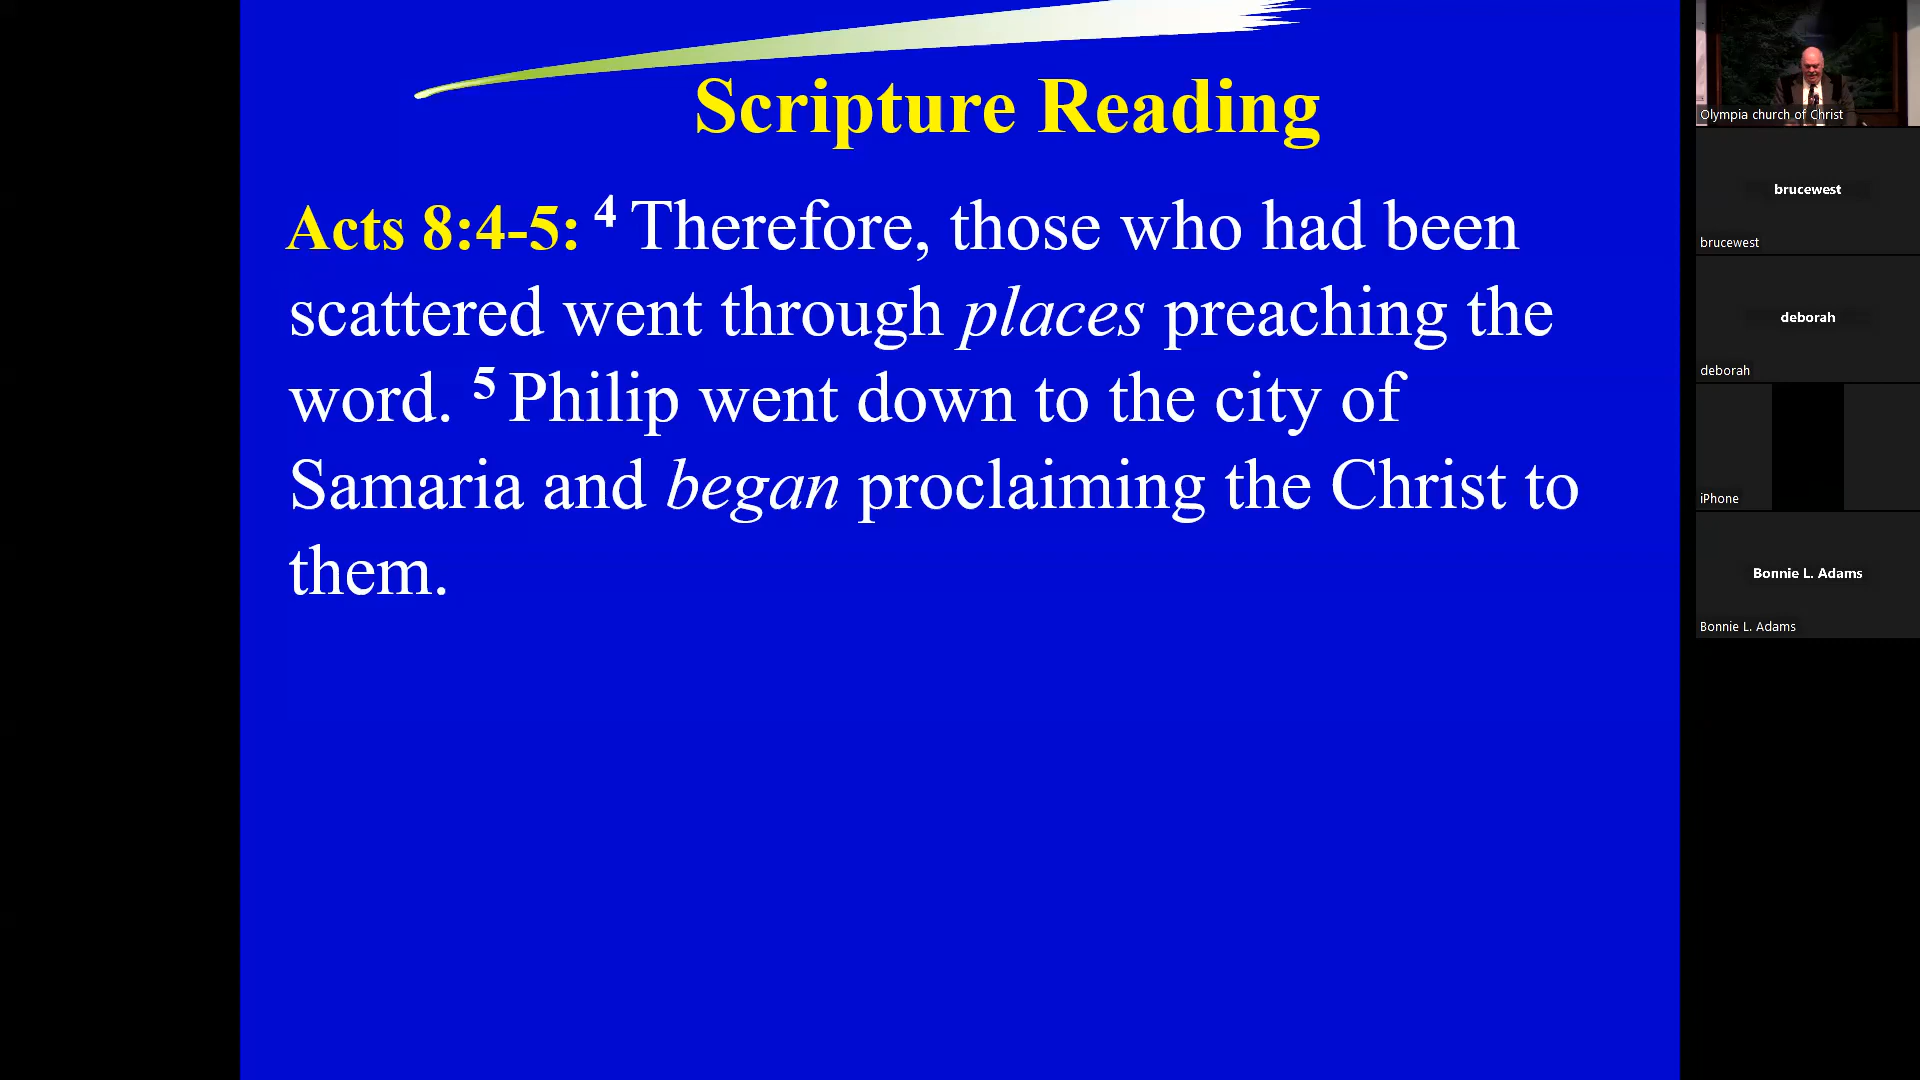 Scripture Reading
Acts 8:4-5: 4 Therefore, those who had been
scattered went through places preaching the
word. 5 Philip went down to the city of
Samaria and began proclaiming the Christ to
them.
Olympia church of Christ
brucewest
brucewest
deborah
deborah
iPhone
Bonnie L. Adams
Bonnie L. Adams